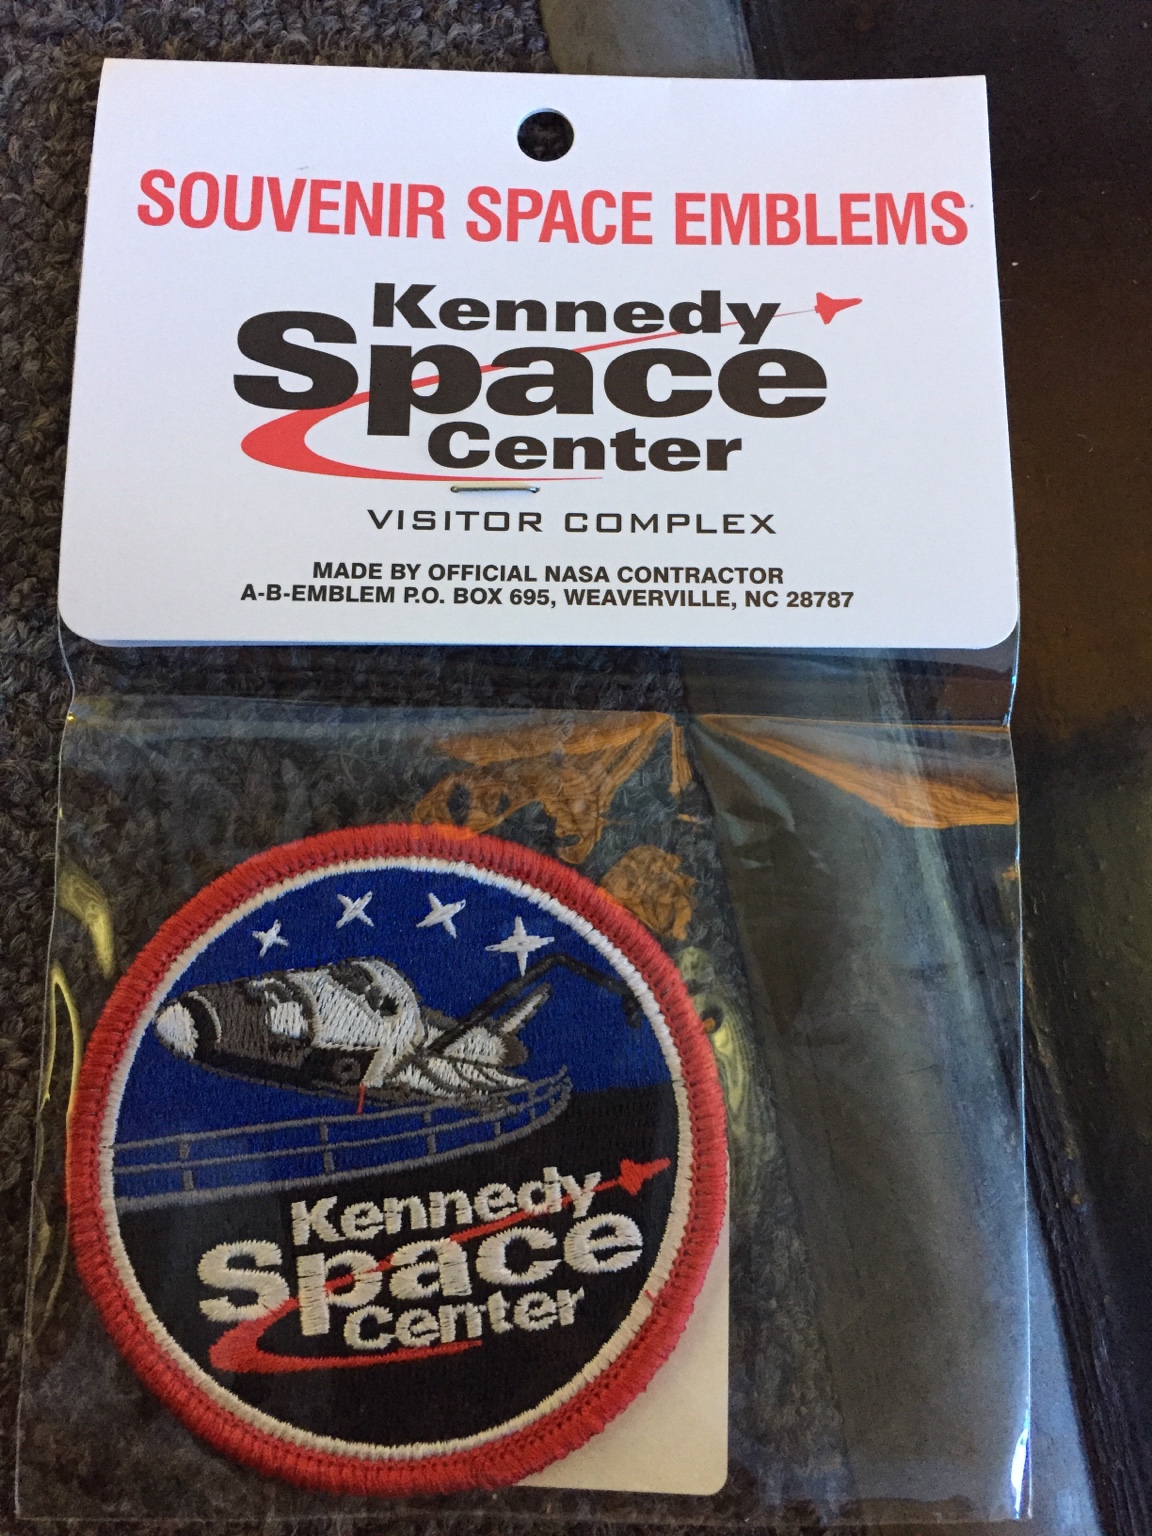 SOUVENIR SPACE EMBLEMS
Kennedy
Space
Center
VISITOR COMPLEX
MADE BY OFFICIAL NASA CONTRACTOR
A-B-EMBLEM P.O. BOX 695, WEAVERVILLE, NC 28787
Kennedy
Space
Center